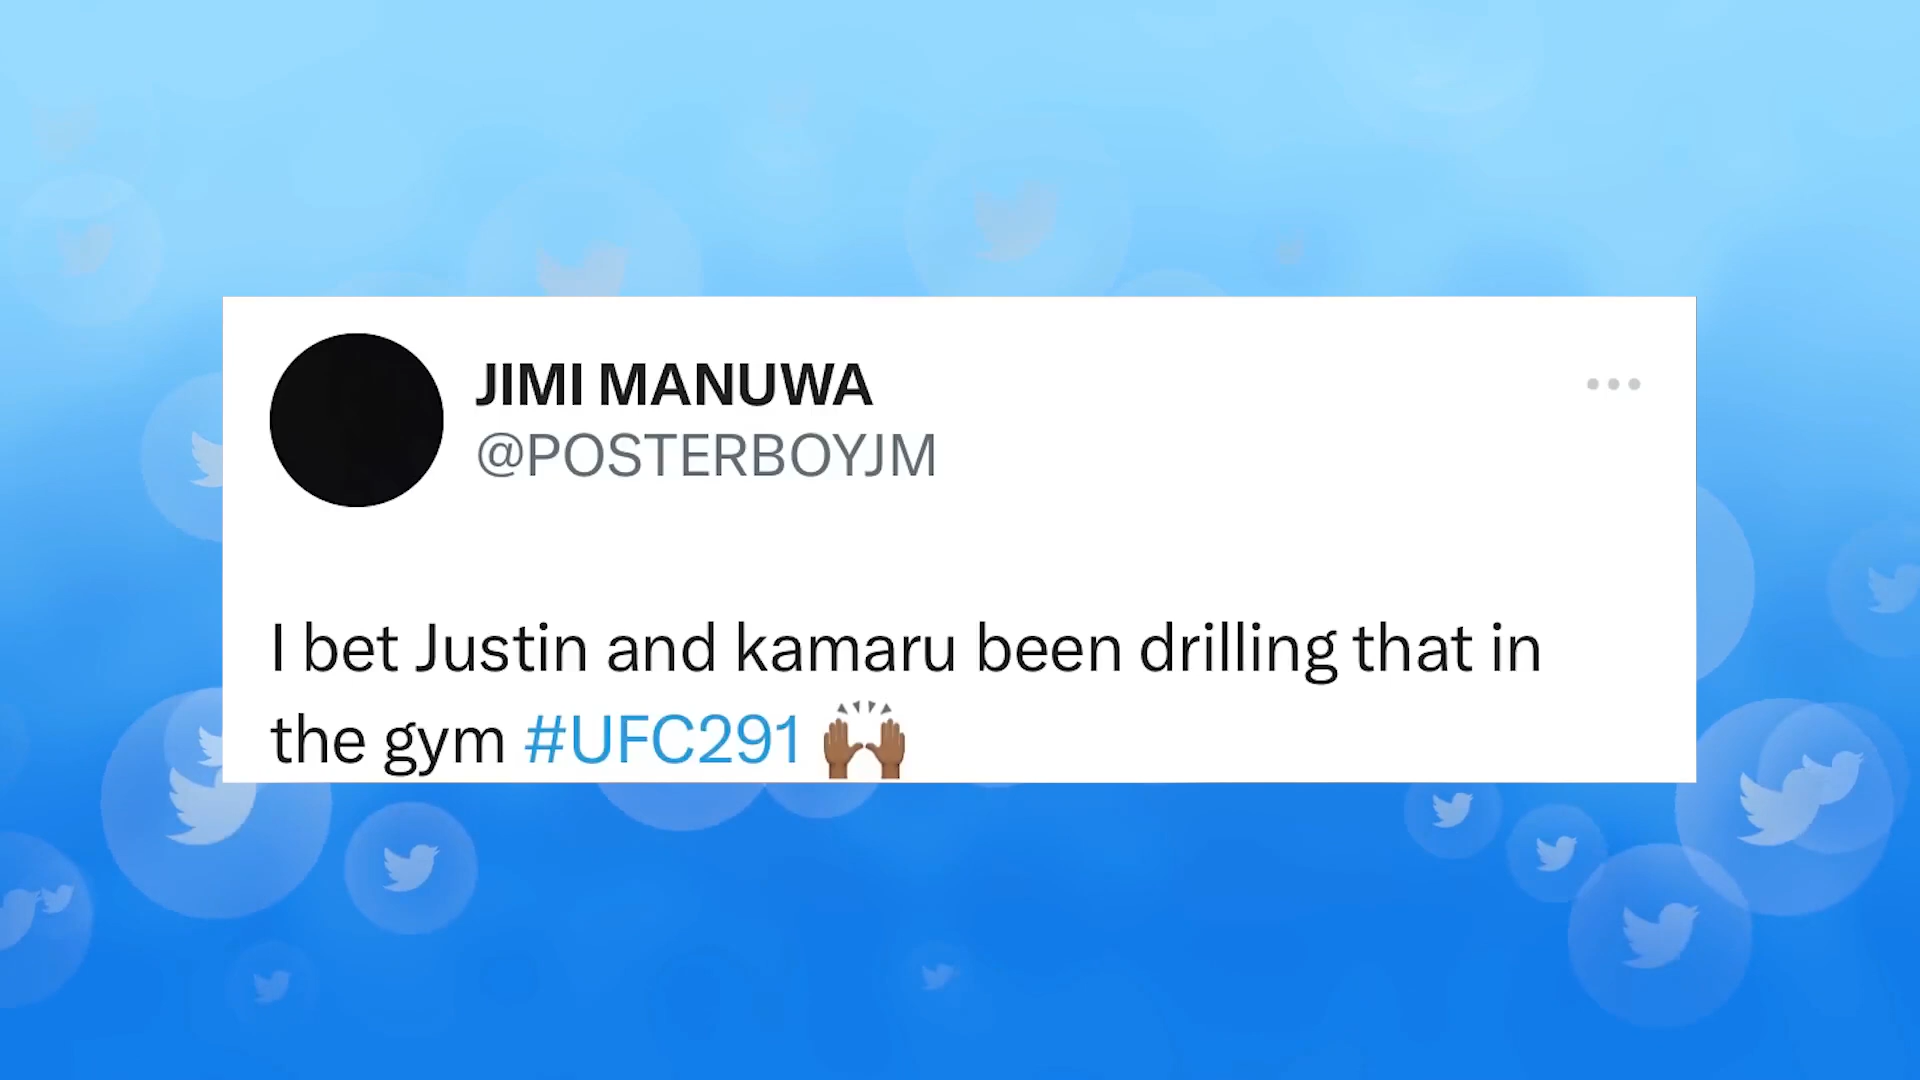 JIMI MANUWA
@POSTERBOYJM
I bet Justin and kamaru been drilling that in
the gym #UFC291 🙌🏾